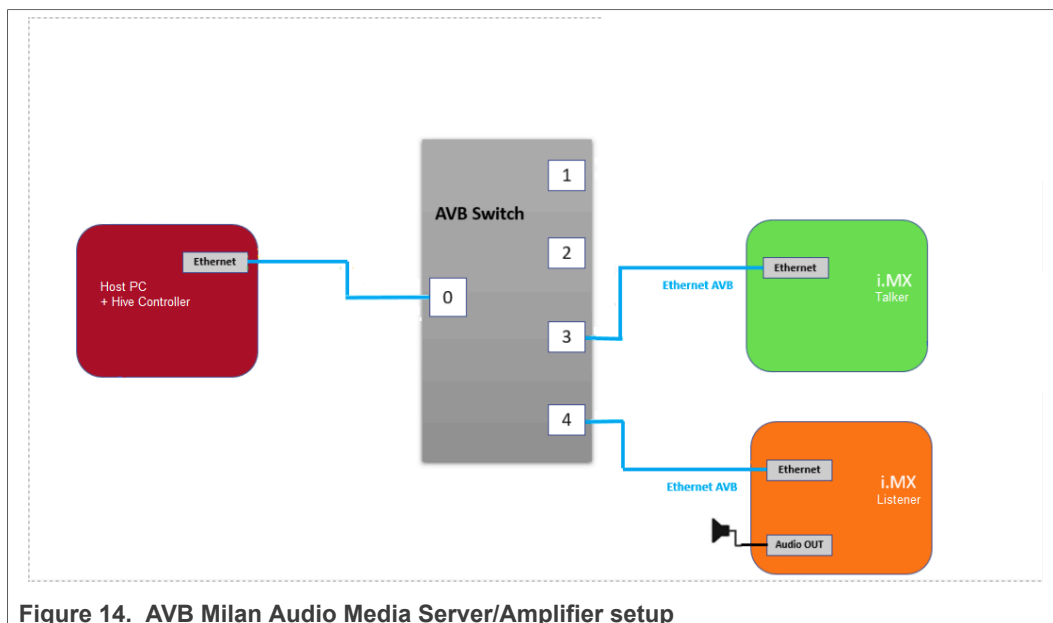 1
AVB Switch
2
Ethernet
Host PC
+ Hive Controller
0
3
4
Ethernet AVB
Ethernet
i.MX
Talker
Ethernet AVB
Ethernet
i.MX
Listener
Audio OUT
Figure 14. AVB Milan Audio Media Server/Amplifier setup